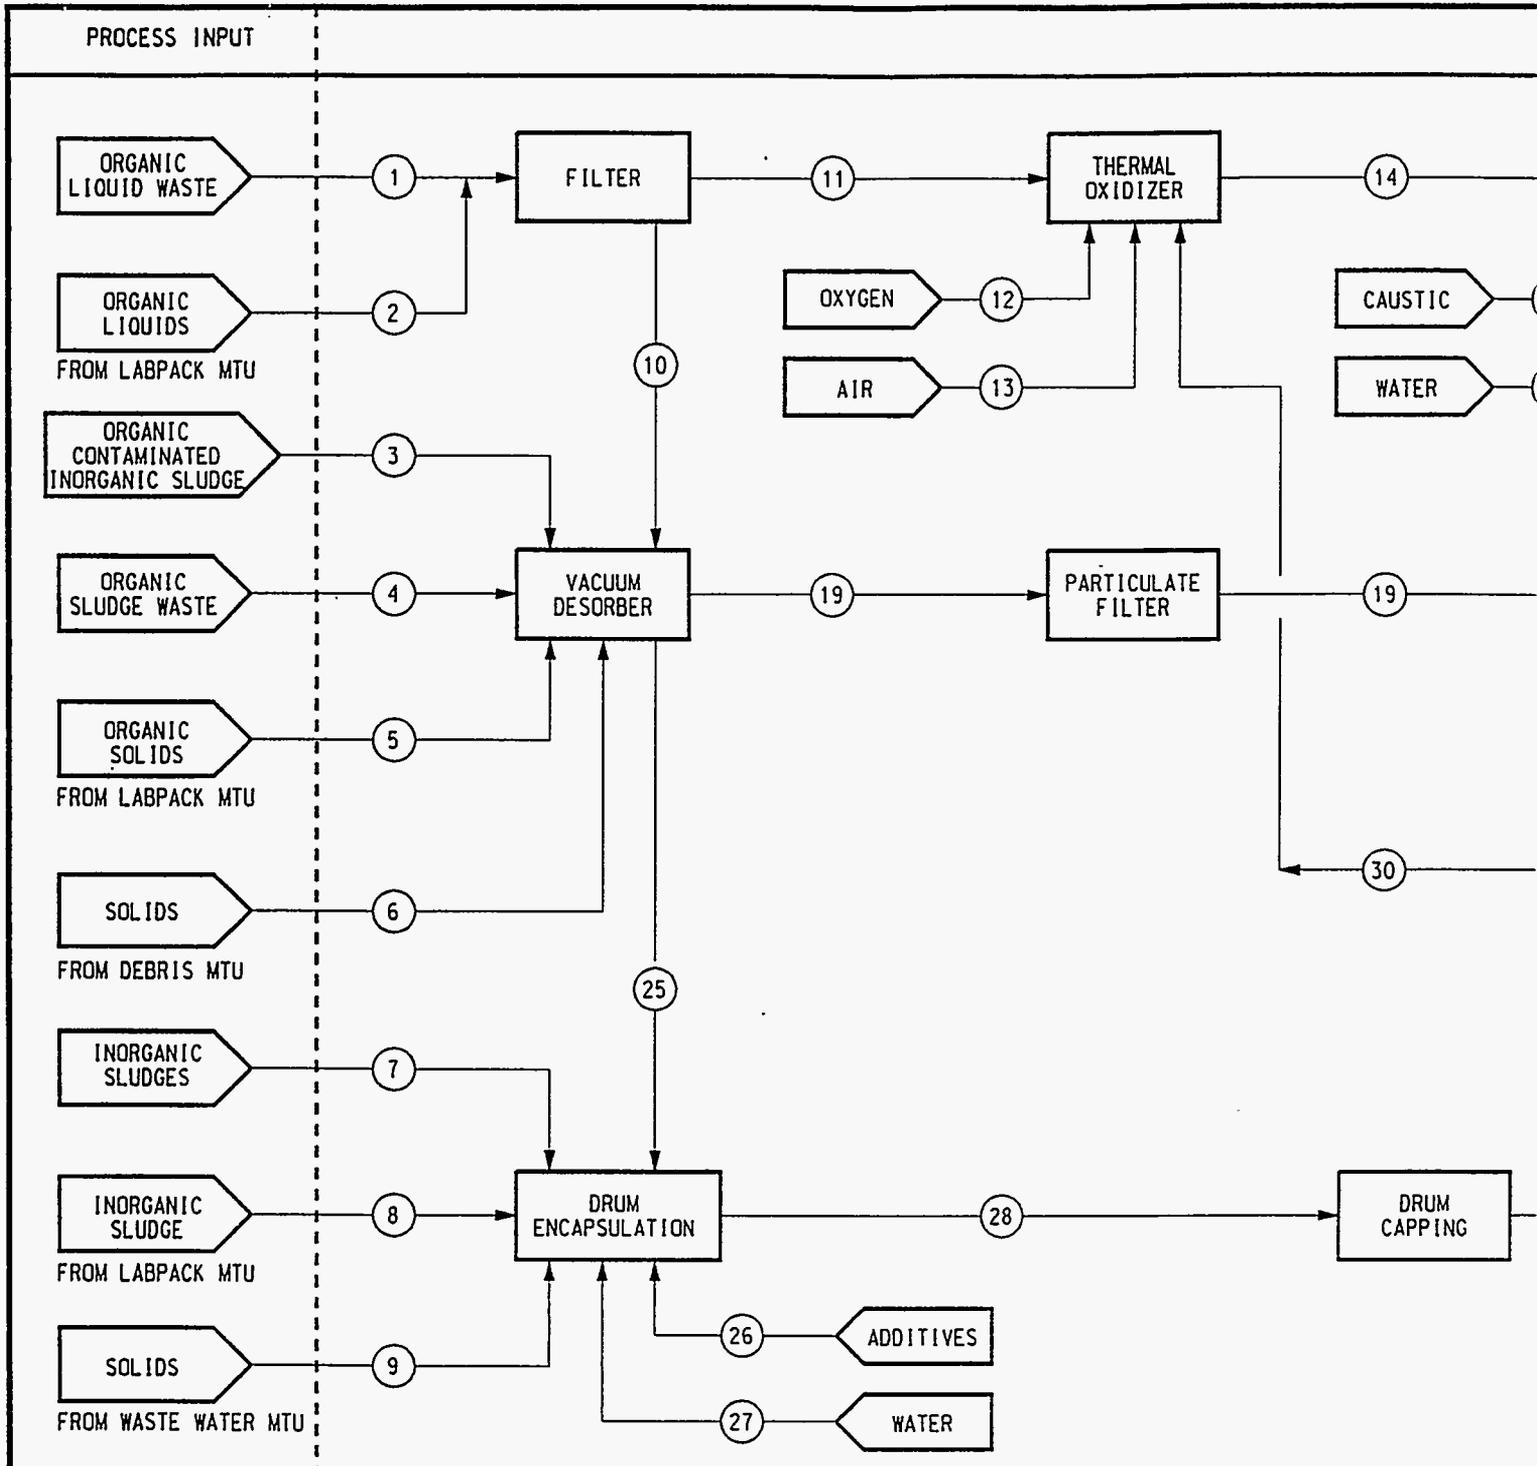 PROCESS INPUT
ORGANIC
LIQUID WASTE
1
FILTER
11
THERMAL
OXIDIZER
14
ORGANIC
LIQUIDS
2
FROM LABPACK MTU
OXYGEN
12
CAUSTIC
10
AIR
13
WATER
ORGANIC
CONTAMINATED
INORGANIC SLUDGE
3
ORGANIC
SLUDGE WASTE
4
VACUUM
DESORBER
19
PARTICULATE
FILTER
19
ORGANIC
SOLIDS
5
FROM LABPACK MTU
30
SOLIDS
6
FROM DEBRIS MTU
25
INORGANIC
SLUDGES
7
INORGANIC
SLUDGE
8
FROM LABPACK MTU
DRUM
ENCAPSULATION
28
DRUM
CAPPING
26
ADDITIVES
SOLIDS
9
FROM WASTE WATER MTU
27
WATER